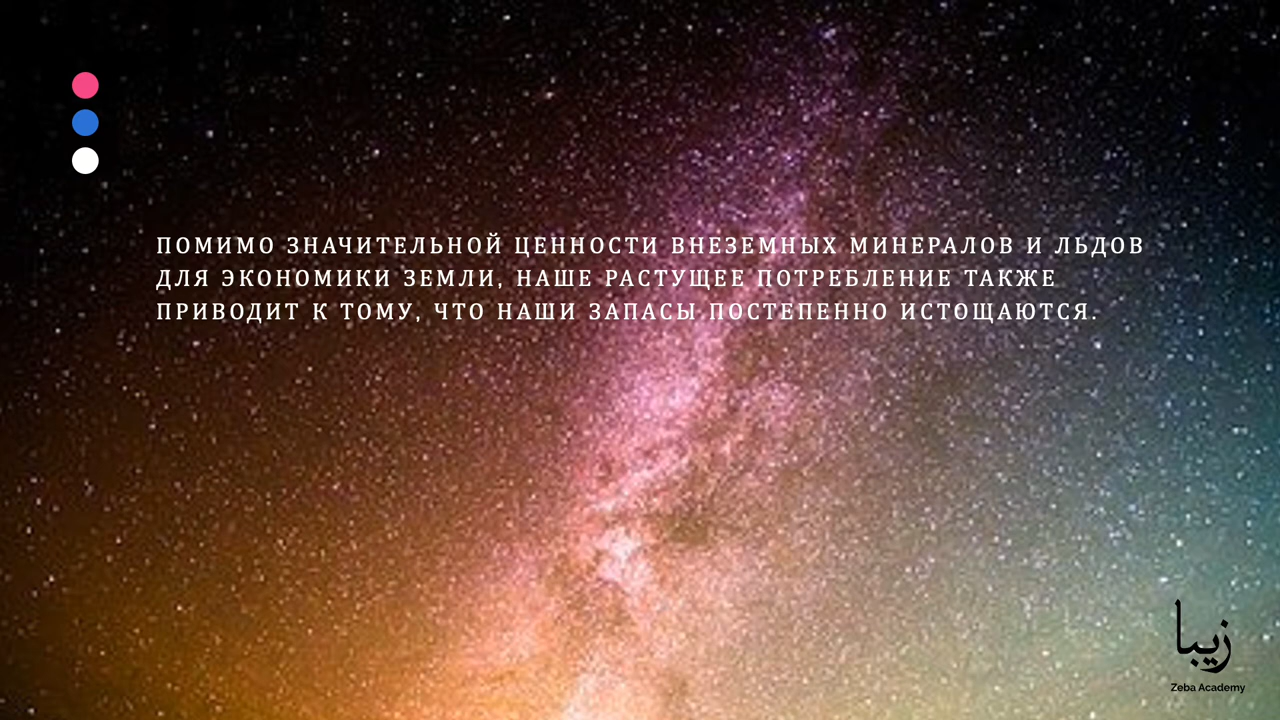 ПОМИМО ЗНАЧИТЕЛЬНОЙ ЦЕННОСТИ ВНЕЗЕМНЫХ МИНЕРАЛОВ И ЛЬДОВ
ДЛЯ ЭКОНОМИКИ ЗЕМЛИ, НАШЕ РАСТУЩЕЕ ПОТРЕБЛЕНИЕ ТАКЖЕ
ПРИВОДИТ К ТОМУ, ЧТО НАШИ ЗАПАСЫ ПОСТЕПЕННО ИСТОЩАЮТСЯ.
زیبا
Zeba Academy